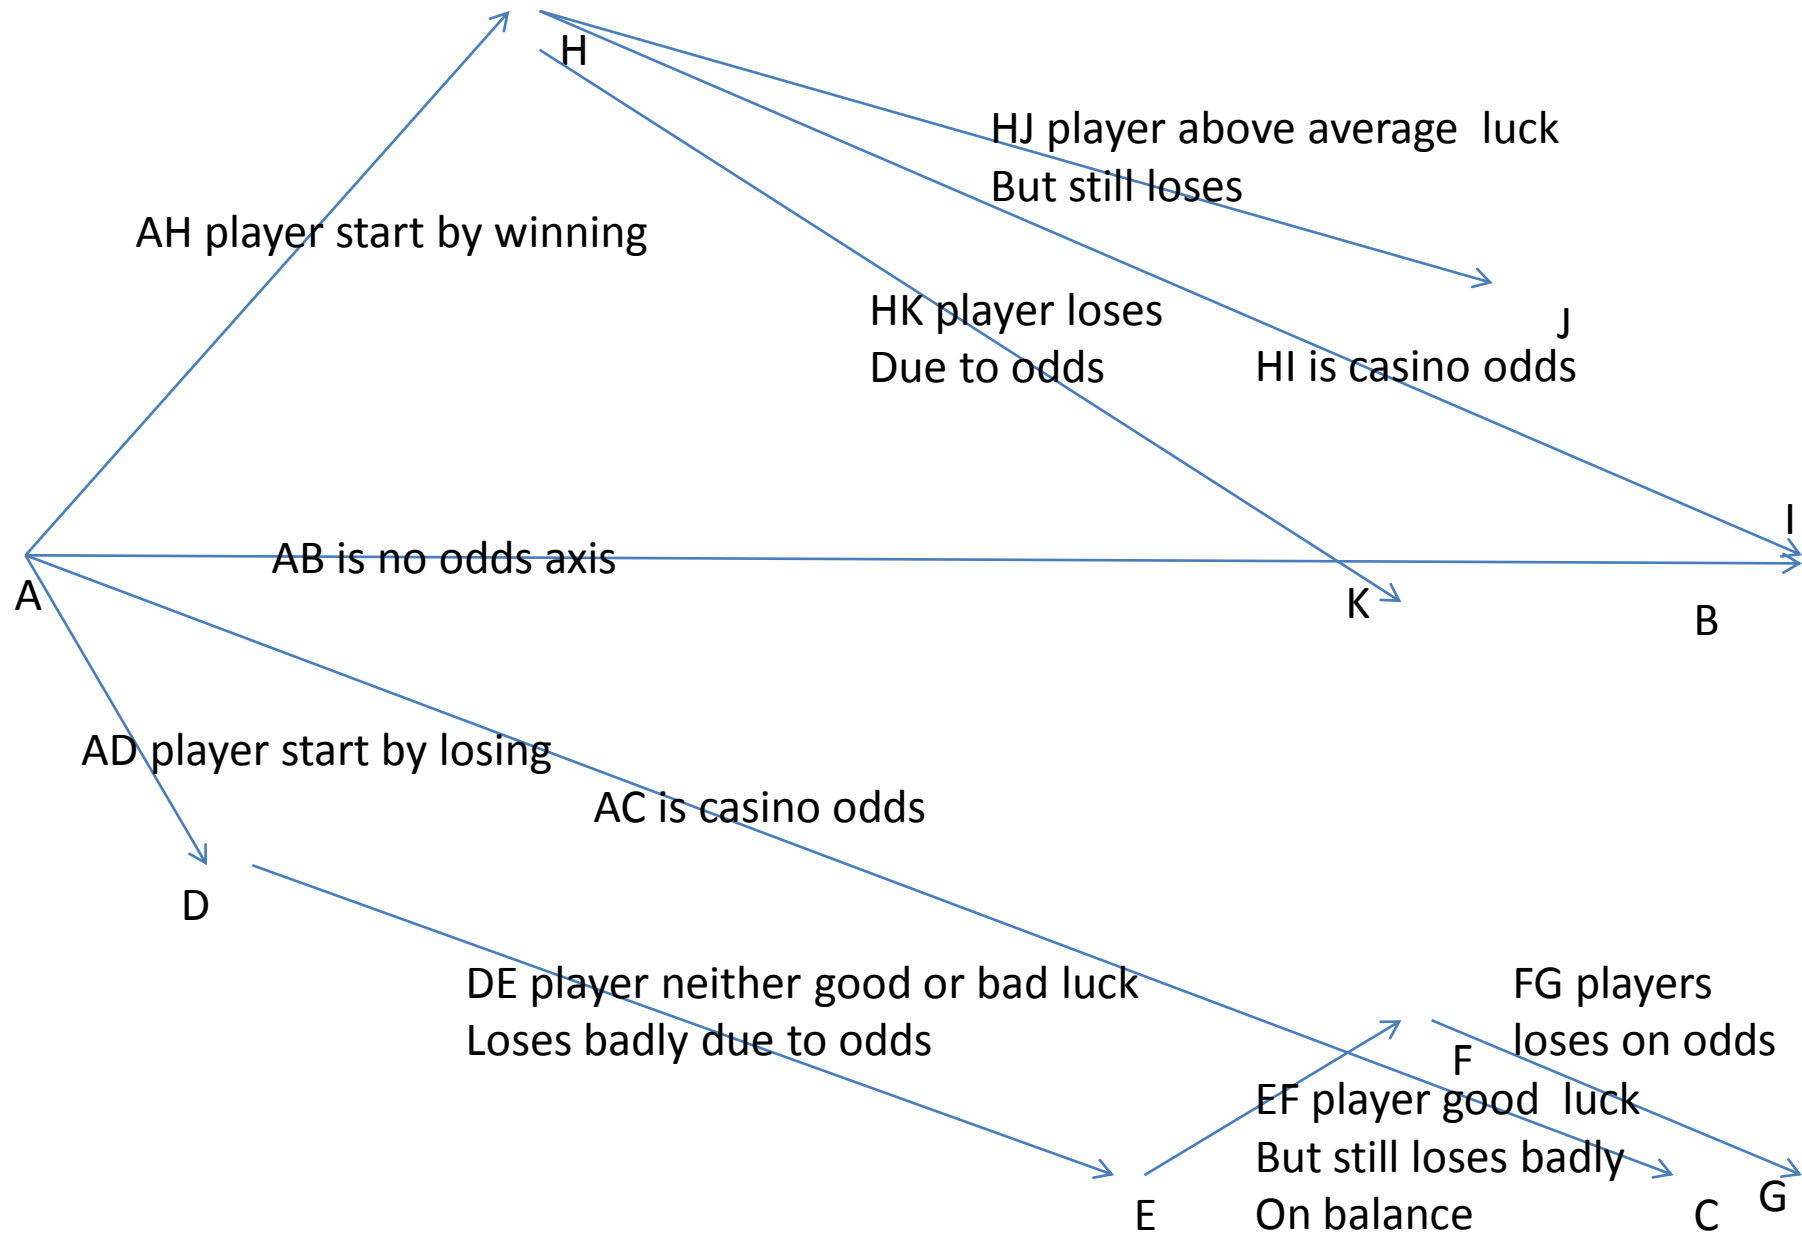 H
HJ player above average  luck
But still loses
AH player start by winning
HK player loses
Due to odds
J
HI is casino odds
I
AB is no odds axis
A
K
B
AD player start by losing
AC is casino odds
D
DE player neither good or bad luck
Loses badly due to odds
FG players
loses on odds
F
EF player good  luck
But still loses badly
On balance
E
C
G